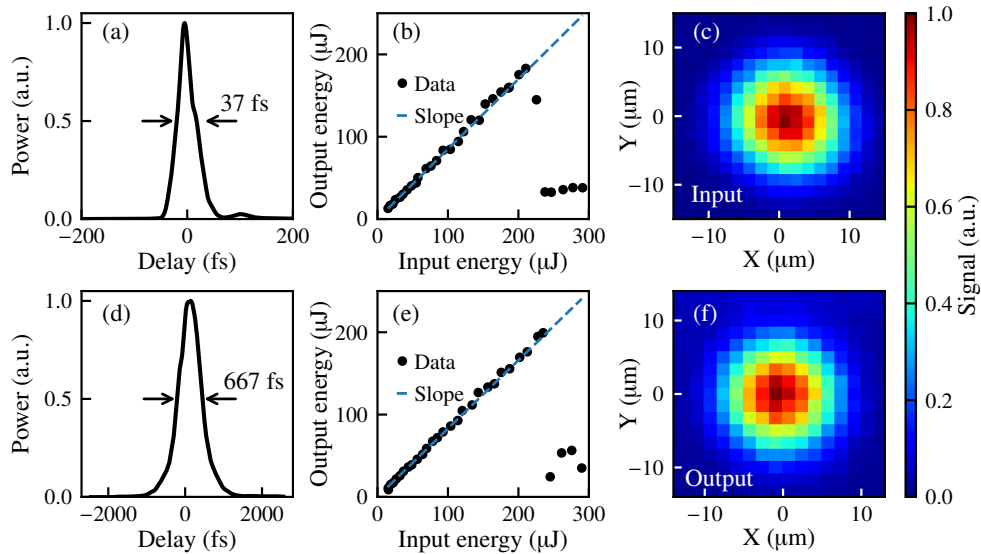 (a)
37 fs
Power (a.u.)
1.0
0.5
0.0
−200
0
200
Delay (fs)
(b)
Data
Slope
Output energy (μJ)
200
100
0
0
100
200
300
Input energy (μJ)
(c)
Input
Y (μm)
10
0
−10
−10
0
10
X (μm)
(d)
667 fs
Power (a.u.)
1.0
0.5
0.0
−2000
0
2000
Delay (fs)
(e)
Data
Slope
Output energy (μJ)
200
100
0
0
100
200
300
Input energy (μJ)
(f)
Output
Y (μm)
10
0
−10
−10
0
10
X (μm)
1.0
0.8
0.6
0.4
0.2
0.0
Signal (a.u.)